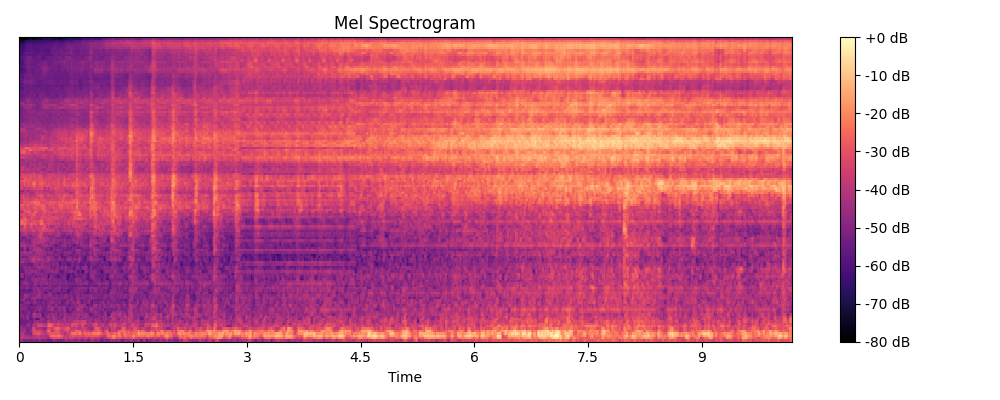 Mel Spectrogram
+0 dB
-10 dB
-20 dB
-30 dB
-40 dB
-50 dB
-60 dB
-70 dB
-80 dB
0 1.5 3 4.5 6 7.5 9
Time